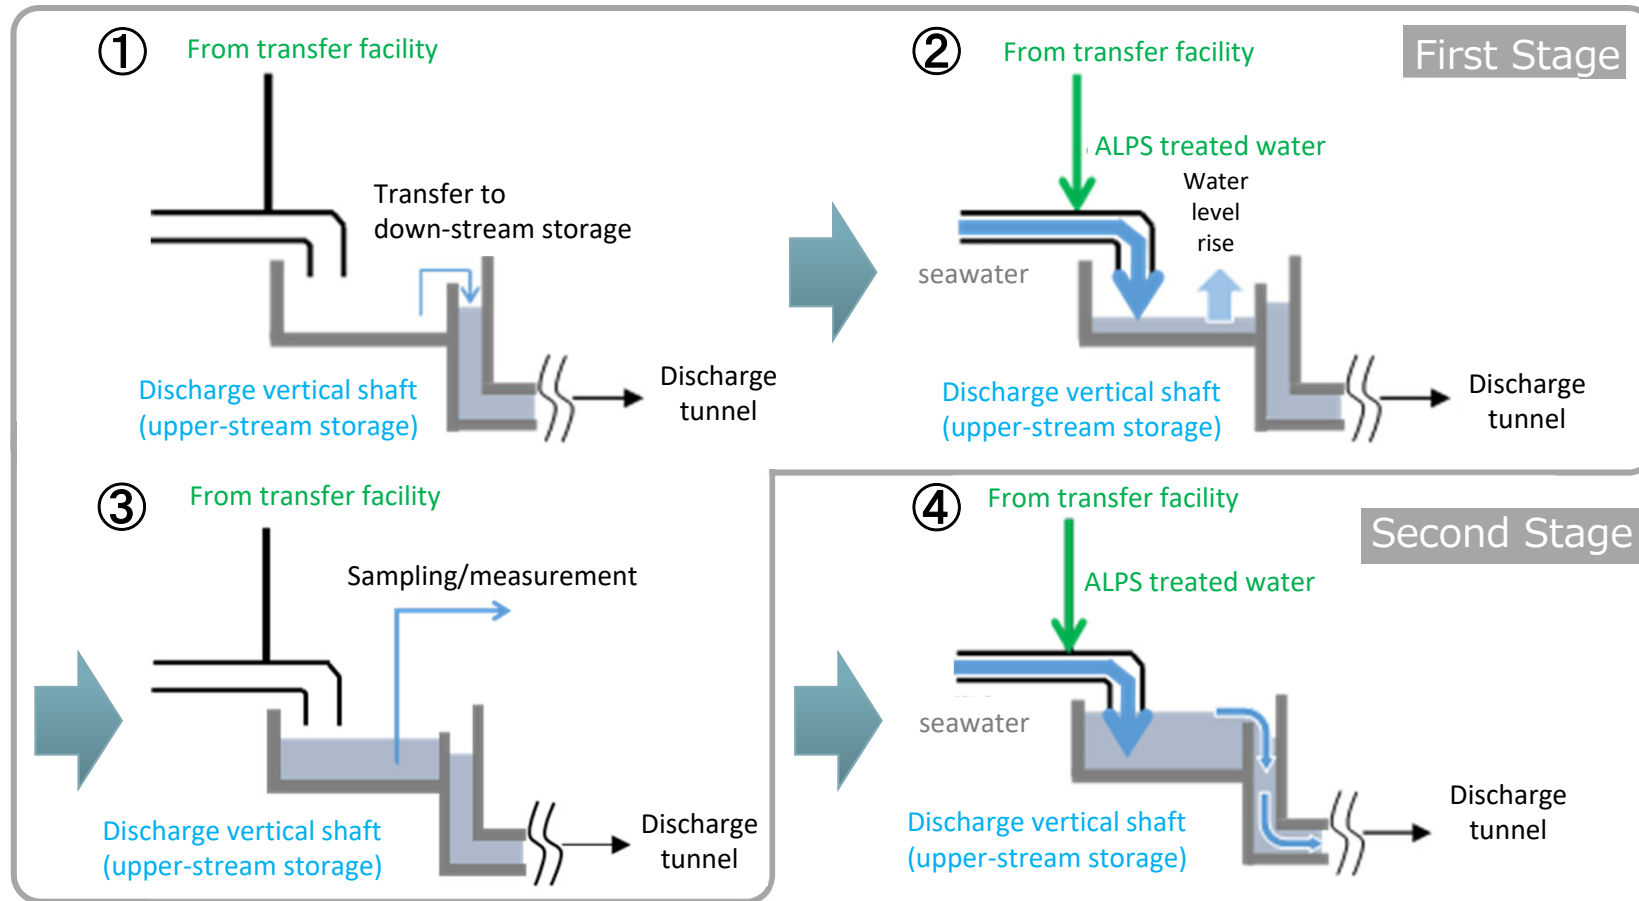 ①
From transfer facility
Transfer to
down-stream storage
Discharge vertical shaft
(upper-stream storage)
Discharge
tunnel
②
From transfer facility
First Stage
ALPS treated water
Water
level
rise
seawater
Discharge vertical shaft
(upper-stream storage)
Discharge
tunnel
③
From transfer facility
Sampling/measurement
Discharge vertical shaft
(upper-stream storage)
Discharge
tunnel
④
From transfer facility
Second Stage
ALPS treated water
seawater
Discharge vertical shaft
(upper-stream storage)
Discharge
tunnel